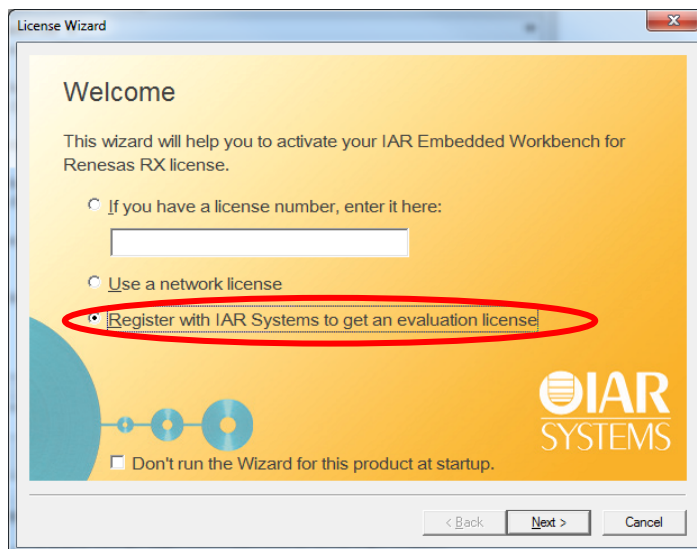 License Wizard
Welcome
This wizard will help you to activate your IAR Embedded Workbench for
Renesas RX license.
If you have a license number, enter it here:
Use a network license
Register with IAR Systems to get an evaluation license
IAR
SYSTEMS
Don't run the Wizard for this product at startup.
< Back Next > Cancel